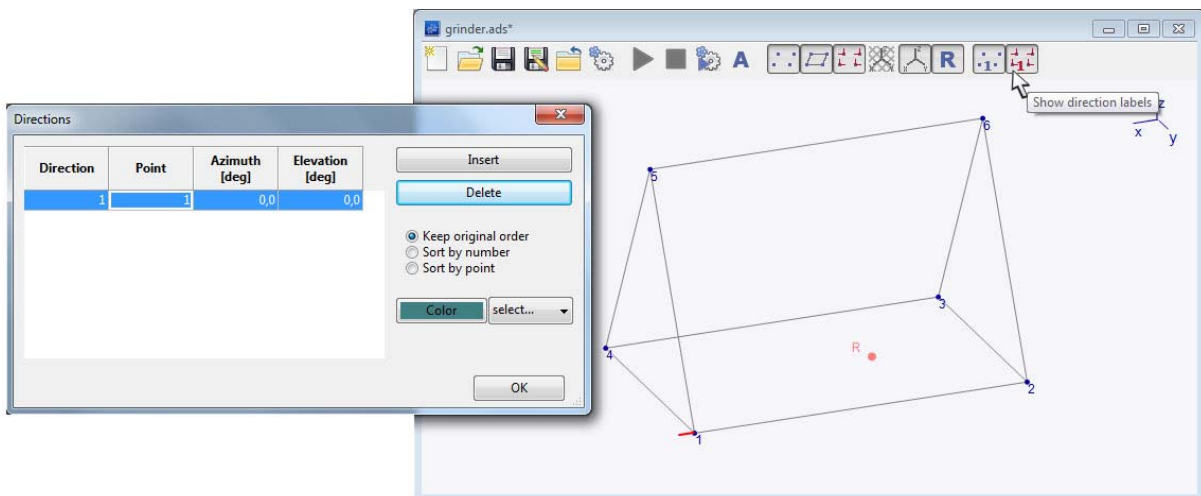 grinder.ads*
A
R
1
1
Show direction labels
z
x
y
Directions
Direction
Point
Azimuth
[deg]
Elevation
[deg]
1
1
0,0
0,0
Insert
Delete
Keep original order
Sort by number
Sort by point
Color
select...
OK
6
5
3
4
R
2
1